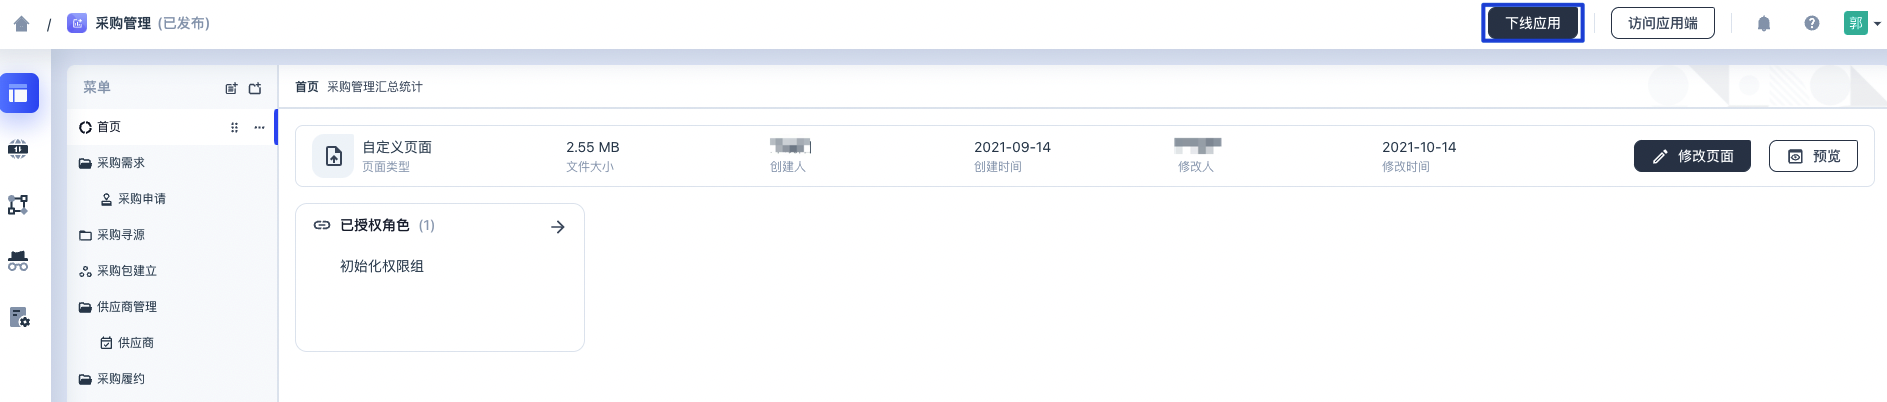 / 采购管理 (已发布) 下线应用 访问应用端 郭
菜单
首页
采购需求
采购申请
采购寻源
采购包建立
供应商管理
供应商
采购履约
首页 采购管理汇总统计
自定义页面 2.55 MB 2021-09-14 2021-10-14
页面类型 文件大小 创建人 创建时间 修改人 修改时间
修改页面 预览
已授权角色 (1)
初始化权限组